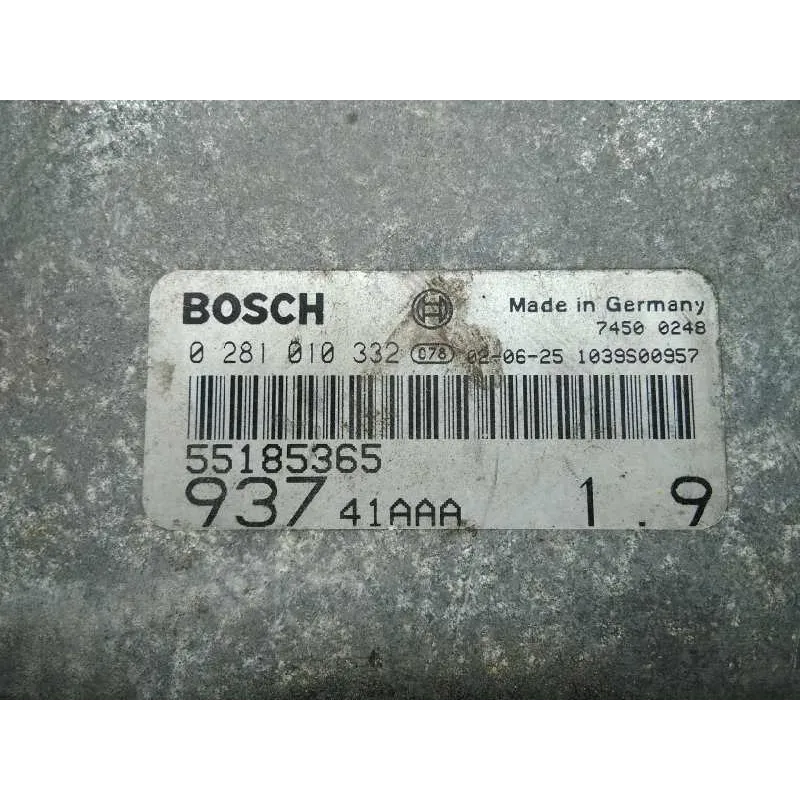 BOSCH Made in Germany
7450 0248
0 281 010 332 078 02-06-25 1039S00957
55185365
937 41AAA 1.9